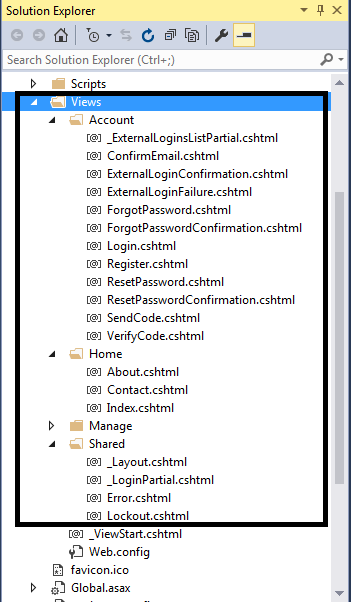 Solution Explorer
Search Solution Explorer (Ctrl+;)
Scripts
Views
Account
_ExternalLoginsListPartial.cshtml
ConfirmEmail.cshtml
ExternalLoginConfirmation.cshtml
ExternalLoginFailure.cshtml
ForgotPassword.cshtml
ForgotPasswordConfirmation.cshtml
Login.cshtml
Register.cshtml
ResetPassword.cshtml
ResetPasswordConfirmation.cshtml
SendCode.cshtml
VerifyCode.cshtml
Home
About.cshtml
Contact.cshtml
Index.cshtml
Manage
Shared
_Layout.cshtml
_LoginPartial.cshtml
Error.cshtml
Lockout.cshtml
_ViewStart.cshtml
Web.config
favicon.ico
Global.asax